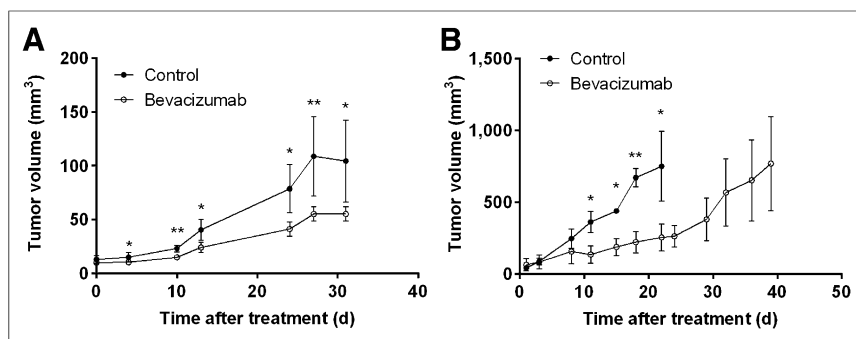 A
200
150
100
50
0
Tumor volume (mm³)
Control
Bevacizumab
*
**
*
*
**
*
0 10 20 30 40
Time after treatment (d)
B
1,500
1,000
500
0
Tumor volume (mm³)
Control
Bevacizumab
*
*
**
*
0 10 20 30 40 50
Time after treatment (d)